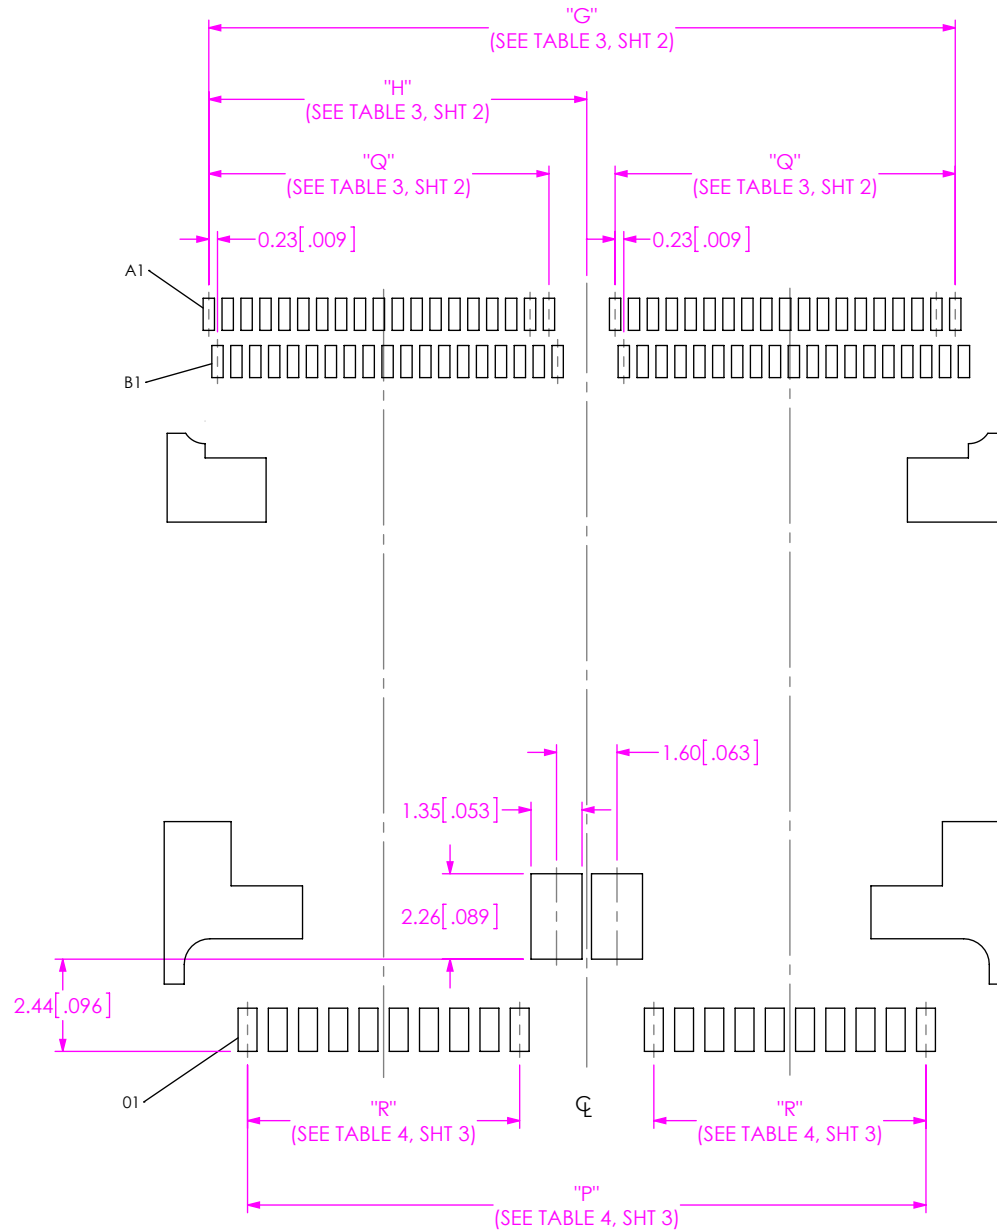 "G"
(SEE TABLE 3, SHT 2)
"H"
(SEE TABLE 3, SHT 2)
"Q"
(SEE TABLE 3, SHT 2)
"Q"
(SEE TABLE 3, SHT 2)
0.23[.009]
0.23[.009]
A1
B1
1.60[.063]
1.35[.053]
2.26[.089]
2.44[.096]
01
"R"
(SEE TABLE 4, SHT 3)
℄
"R"
(SEE TABLE 4, SHT 3)
"P"
(SEE TABLE 4, SHT 3)